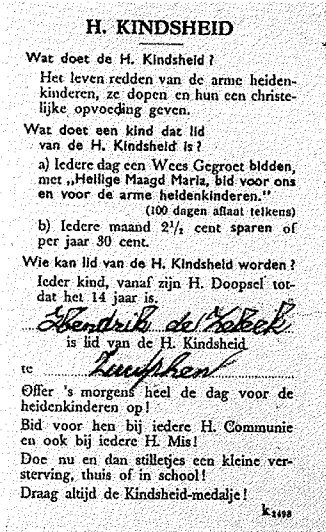 H. KINDSHEID
Wat doet de H. Kindsheid ?
Het leven redden van de arme heiden-
kinderen, ze dopen en hun een christe-
lijke opvoeding geven.
Wat doet een kind dat lid
van de H. Kindsheid is ?
a) Iedere dag een Wees Gegroet bidden,
met „Heilige Maagd Maria, bid voor ons
en voor de arme heidenkinderen.”
(100 dagen aflaat telkens)
b) Iedere maand 2½ cent sparen of
per jaar 30 cent.
Wie kan lid van de H. Kindsheid worden ?
Ieder kind, vanaf zijn H. Doopsel tot-
dat het 14 jaar is.
Hendrik de
is lid van de H. Kindsheid
te Zutphen
Offer 's morgens heel de dag voor de
heidenkinderen op !
Bid voor hen bij iedere H. Communie
en ook bij iedere H. Mis !
Doe nu en dan stilletjes een kleine ver-
sterving, thuis of in school !
Draag altijd de Kindsheid-medalje !
k 2498